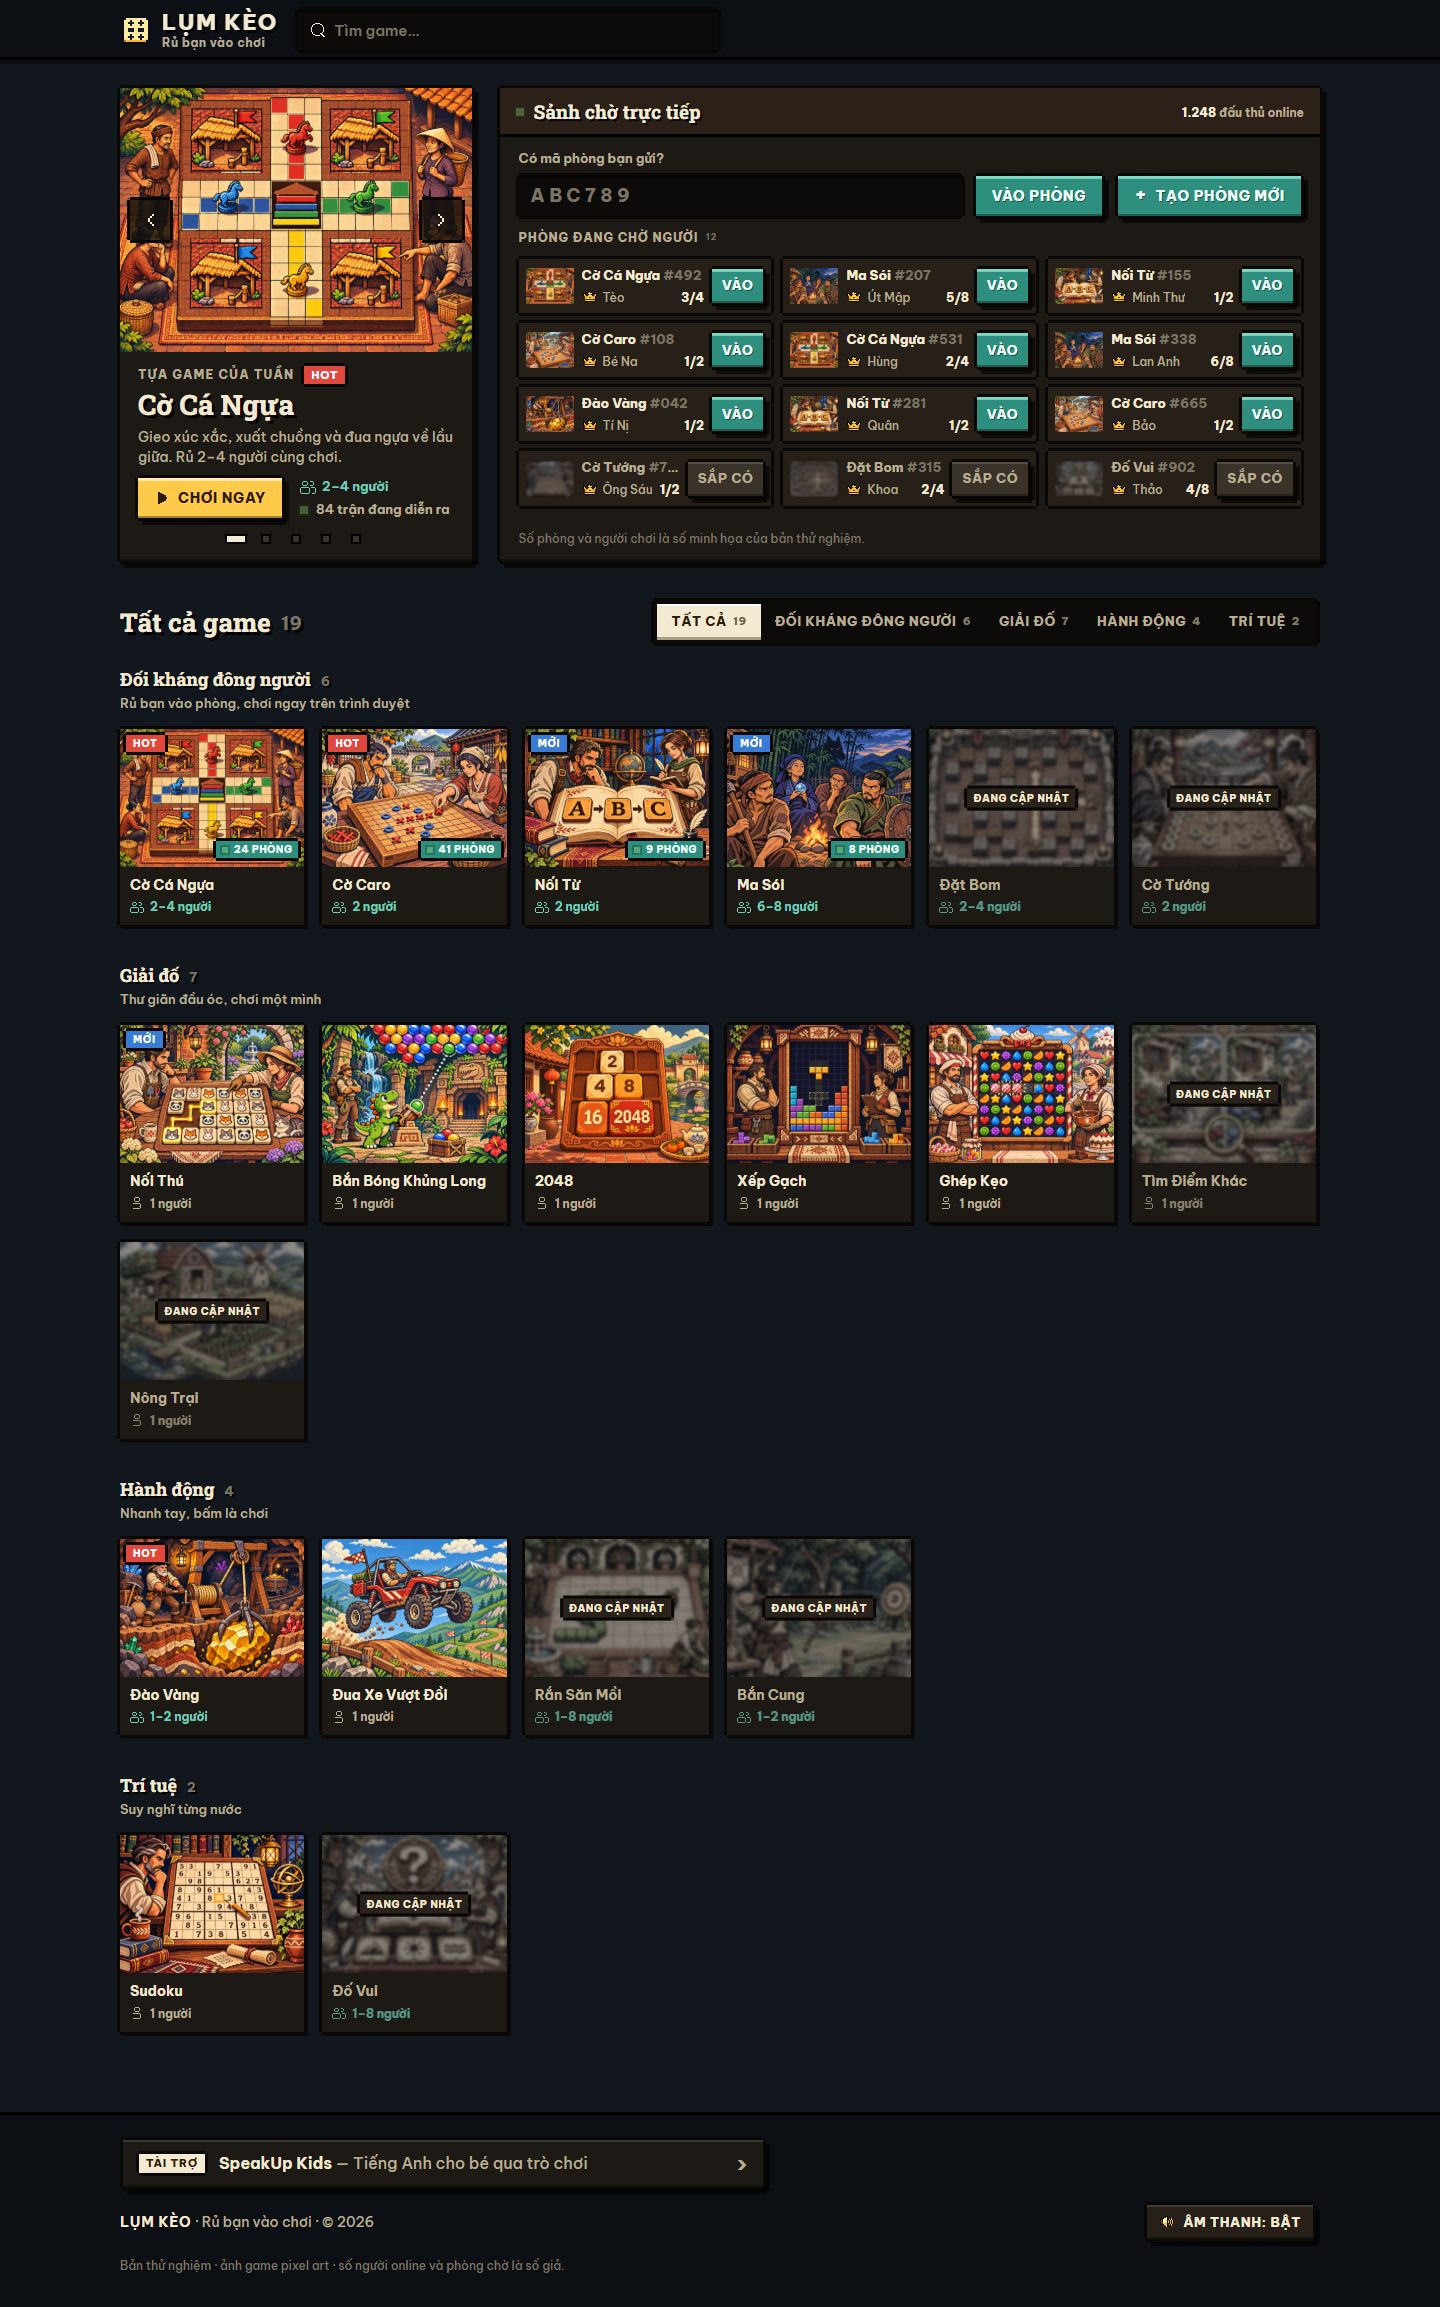 LỤM KÈO
Rủ bạn vào chơi
Tìm game...
TỰA GAME CỦA TUẦN HOT
Cờ Cá Ngựa
Gieo xúc xắc, xuất chuồng và đua ngựa về lầu
giữa. Rủ 2–4 người cùng chơi.
CHƠI NGAY
2–4 người
84 trận đang diễn ra
Sảnh chờ trực tiếp
1.248 đấu thủ online
Có mã phòng bạn gửi?
ABC789
VÀO PHÒNG
+ TẠO PHÒNG MỚI
PHÒNG ĐANG CHỜ NGƯỜI 12
Cờ Cá Ngựa #492
Tèo 3/4
VÀO
Ma Sói #207
Út Mập 5/8
VÀO
Nối Từ #155
Minh Thư 1/2
VÀO
Cờ Caro #108
Bé Na 1/2
VÀO
Cờ Cá Ngựa #531
Hùng 2/4
VÀO
Ma Sói #338
Lan Anh 6/8
VÀO
Đào Vàng #042
Tí Nị 1/2
VÀO
Nối Từ #281
Quân 1/2
VÀO
Cờ Caro #665
Bảo 1/2
VÀO
Cờ Tướng #7...
Ông Sáu 1/2
SẮP CÓ
Đặt Bom #315
Khoa 2/4
SẮP CÓ
Đố Vui #902
Thảo 4/8
SẮP CÓ
Số phòng và người chơi là số minh họa của bản thử nghiệm.
Tất cả game 19
TẤT CẢ 19
ĐỐI KHÁNG ĐÔNG NGƯỜI 6
GIẢI ĐỐ 7
HÀNH ĐỘNG 4
TRÍ TUỆ 2
Đối kháng đông người 6
Rủ bạn vào phòng, chơi ngay trên trình duyệt
HOT
24 PHÒNG
Cờ Cá Ngựa
2–4 người
HOT
41 PHÒNG
Cờ Caro
2 người
MỚI
A B C
9 PHÒNG
Nối Từ
2 người
MỚI
8 PHÒNG
Ma Sói
6–8 người
ĐANG CẬP NHẬT
Đặt Bom
2–4 người
ĐANG CẬP NHẬT
Cờ Tướng
2 người
Giải đố 7
Thư giãn đầu óc, chơi một mình
MỚI
Nối Thú
1 người
Bắn Bóng Khủng Long
1 người
2
4 8
16 2048
2048
1 người
Xếp Gạch
1 người
Ghép Kẹo
1 người
ĐANG CẬP NHẬT
Tìm Điểm Khác
1 người
ĐANG CẬP NHẬT
Nông Trại
1 người
Hành động 4
Nhanh tay, bấm là chơi
HOT
Đào Vàng
1–2 người
Đua Xe Vượt Đồi
1 người
ĐANG CẬP NHẬT
Rắn Săn Mồi
1–8 người
ĐANG CẬP NHẬT
Bắn Cung
1–2 người
Trí tuệ 2
Suy nghĩ từng nước
Sudoku
1 người
ĐANG CẬP NHẬT
Đố Vui
1–8 người
TÀI TRỢ
SpeakUp Kids — Tiếng Anh cho bé qua trò chơi
LỤM KÈO · Rủ bạn vào chơi · © 2026
ÂM THANH: BẬT
Bản thử nghiệm · ảnh game pixel art · số người online và phòng chờ là số giả.